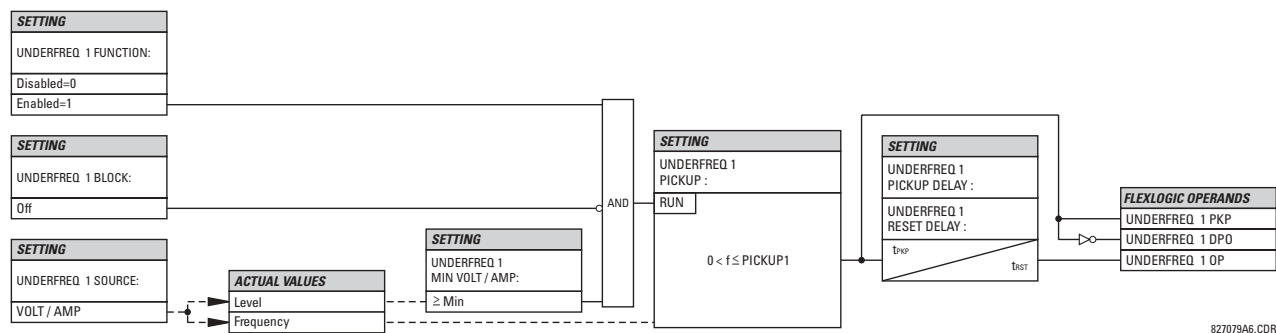 SETTING
UNDERFREQ 1 FUNCTION:
Disabled=0
Enabled=1
SETTING
UNDERFREQ 1 BLOCK:
Off
SETTING
UNDERFREQ 1 SOURCE:
VOLT / AMP
ACTUAL VALUES
Level
Frequency
SETTING
UNDERFREQ 1
MIN VOLT / AMP:
≥ Min
AND
SETTING
UNDERFREQ 1
PICKUP :
RUN
0 < f ≤ PICKUP1
SETTING
UNDERFREQ 1
PICKUP DELAY :
UNDERFREQ 1
RESET DELAY :
tPKP
tRST
FLEXLOGIC OPERANDS
UNDERFREQ 1 PKP
UNDERFREQ 1 DPO
UNDERFREQ 1 OP
827079A6.CDR